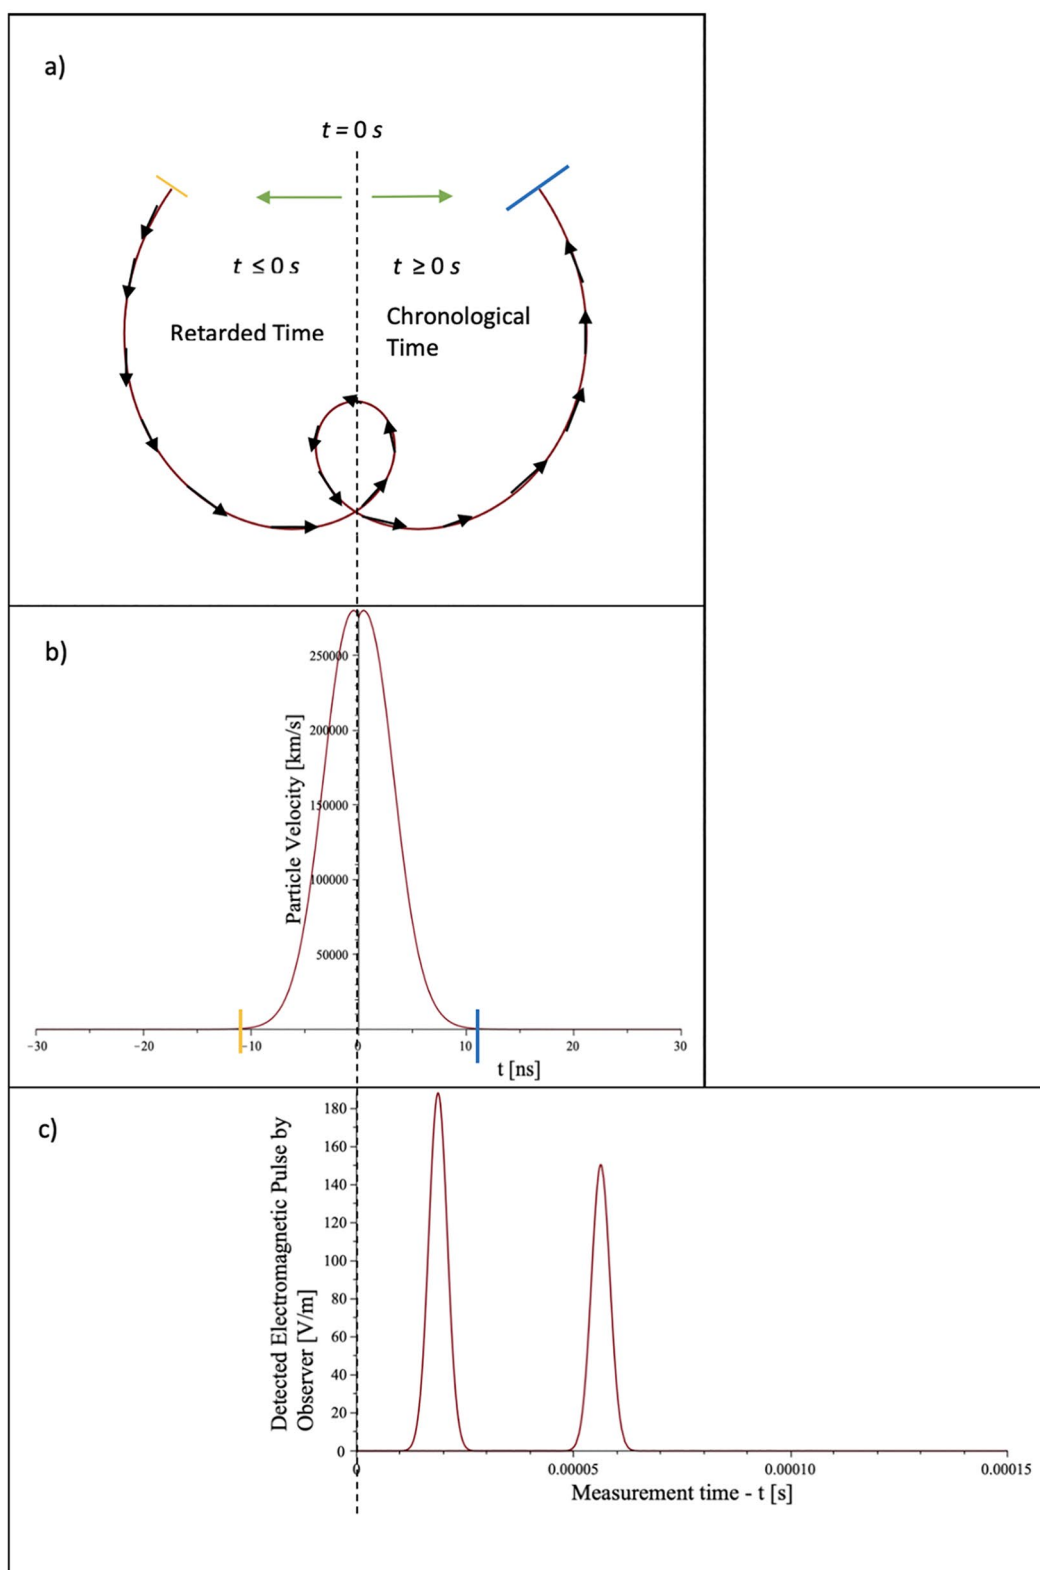 a)
t = 0 s
t ≤ 0 s
t ≥ 0 s
Retarded Time
Chronological
Time
b)
Particle Velocity [km/s]
250000
200000
150000
100000
50000
−30
−20
−10
0
10
20
30
t [ns]
c)
Detected Electromagnetic Pulse by
Observer [V/m]
180
160
140
120
100
80
60
40
20
0
0
0.00005
0.00010
0.00015
Measurement time - t [s]